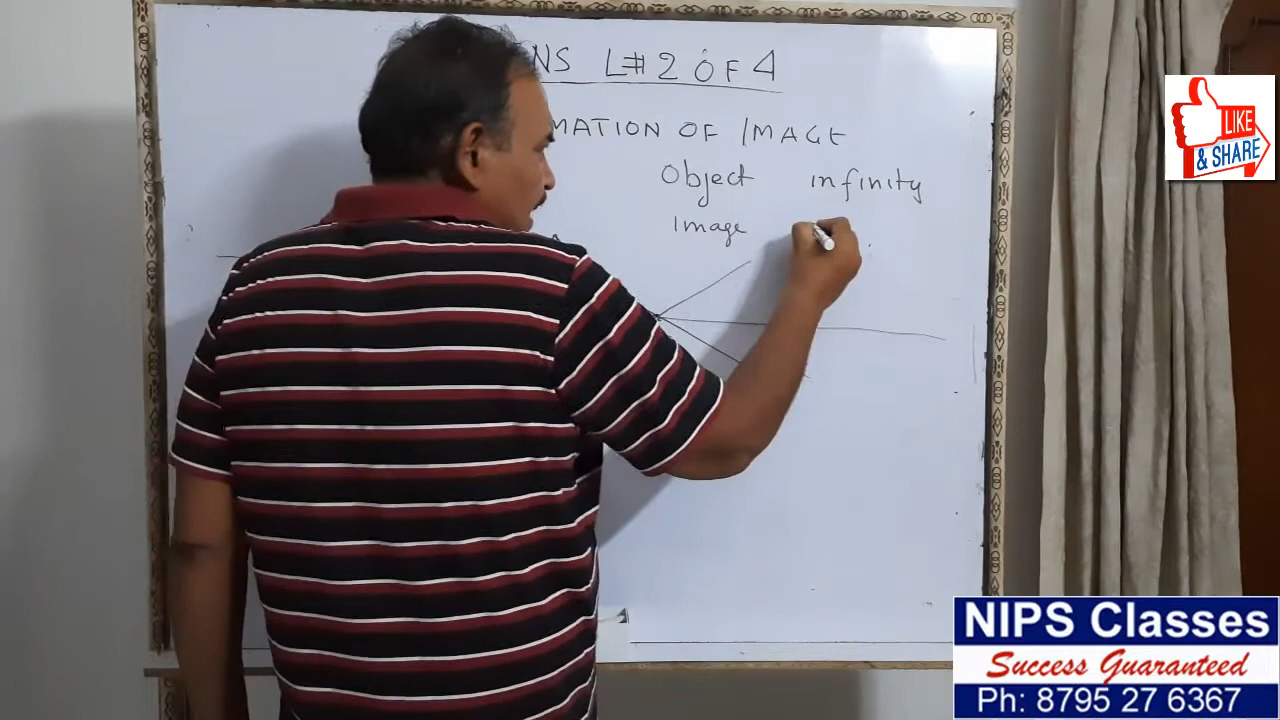 NS L#2 OF 4
MATION OF IMAGE
Object infinity
Image
LIKE
& SHARE
NIPS Classes
Success Guaranteed
Ph: 8795 27 6367